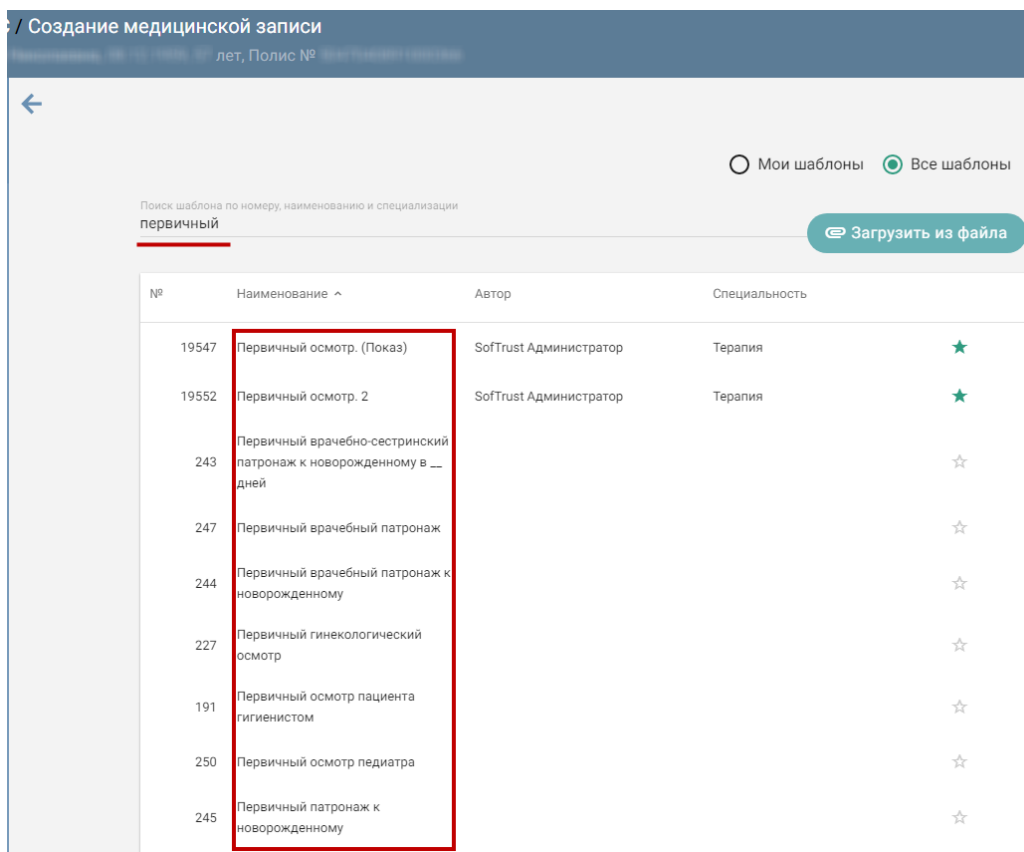 / Создание медицинской записи
лет, Полис №
Мои шаблоны Все шаблоны
Поиск шаблона по номеру, наименованию и специализации
первичный
Загрузить из файла
№ Наименование Автор Специальность
19547 Первичный осмотр. (Показ) SofTrust Администратор Терапия
19552 Первичный осмотр. 2 SofTrust Администратор Терапия
Первичный врачебно-сестринский
243 патронаж к новорожденному в __
дней
247 Первичный врачебный патронаж
244 Первичный врачебный патронаж к
новорожденному
227 Первичный гинекологический
осмотр
191 Первичный осмотр пациента
гигиенистом
250 Первичный осмотр педиатра
245 Первичный патронаж к
новорожденному